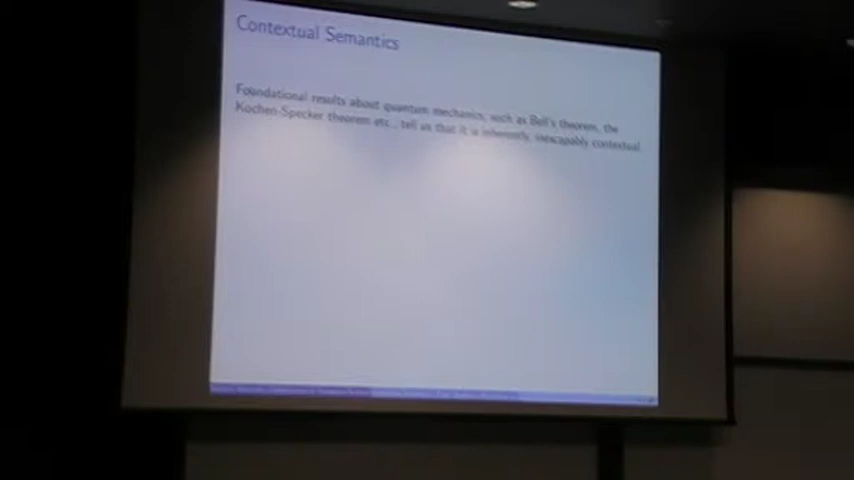 Contextual Semantics
Foundational results about quantum mechanics, such as Bell's theorem, the
Kochen-Specker theorem etc., tell us that it is inherently, inescapably contextual.